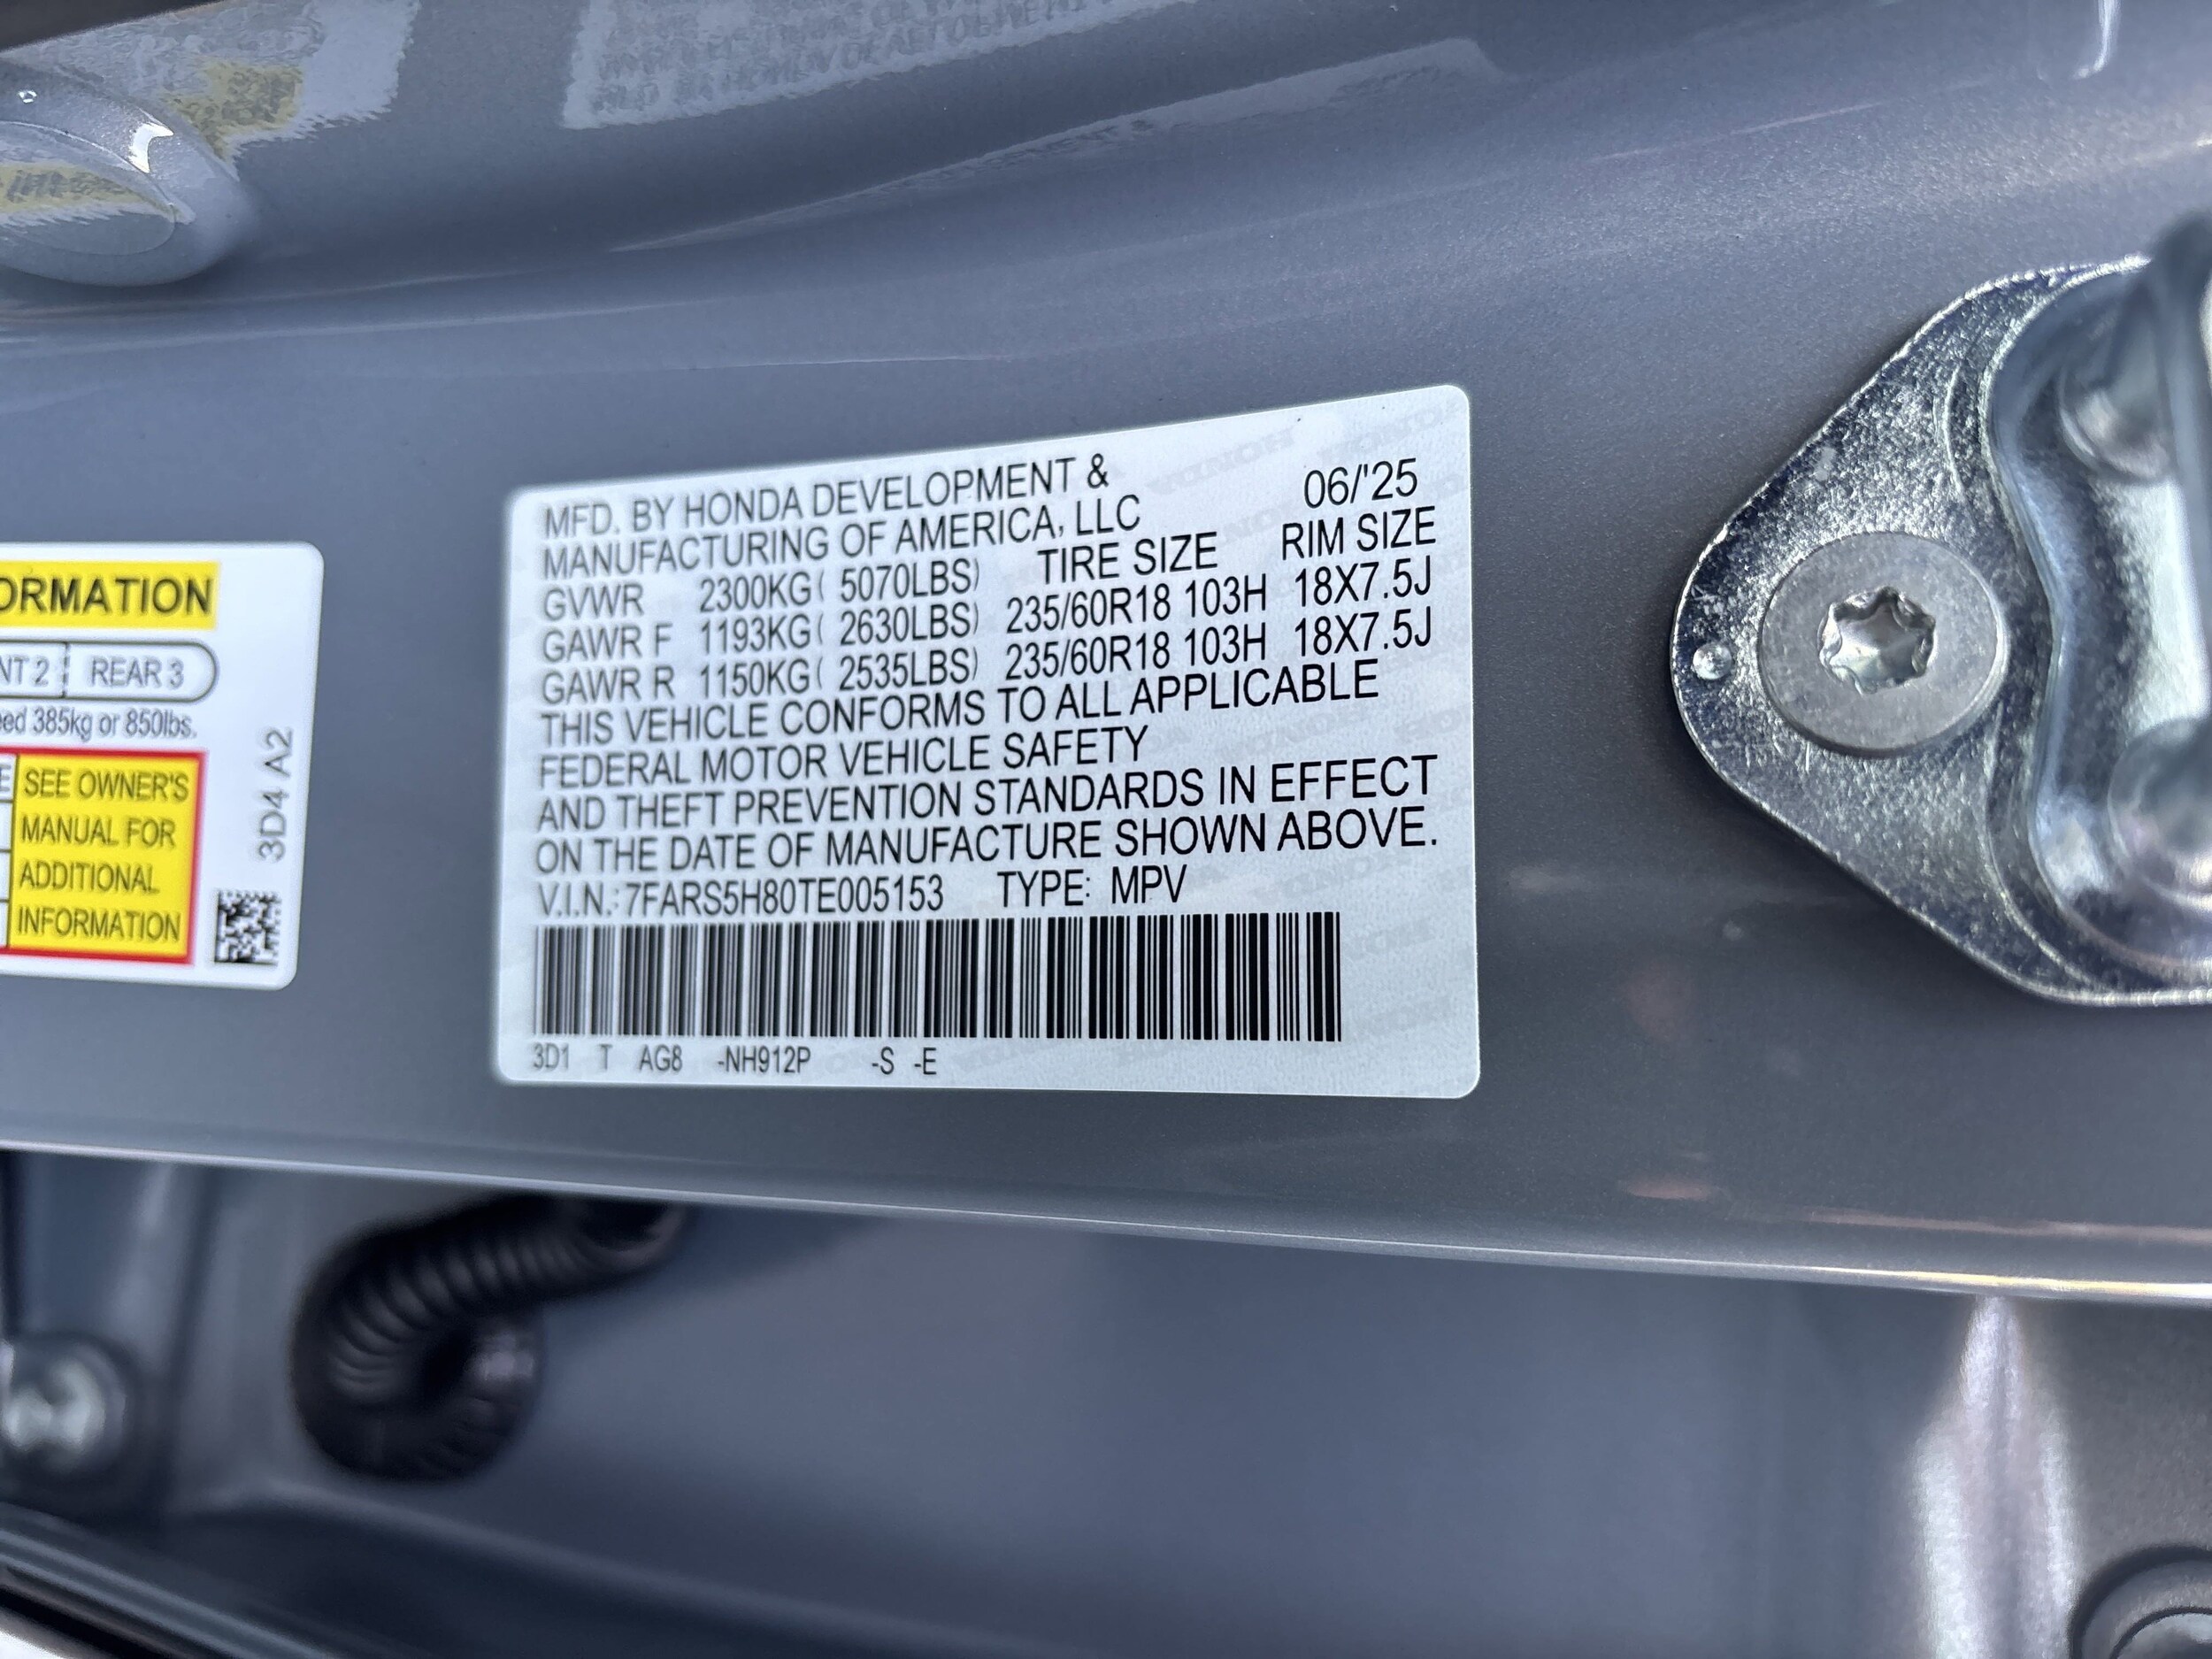 ORMATION
NT 2 REAR 3
eed 385kg or 850lbs.
SEE OWNER'S
MANUAL FOR
ADDITIONAL
INFORMATION
3D4 A2
MFD. BY HONDA DEVELOPMENT & 06/'25
MANUFACTURING OF AMERICA, LLC
TIRE SIZE RIM SIZE
GVWR 2300KG( 5070LBS)
GAWR F 1193KG( 2630LBS) 235/60R18 103H 18X7.5J
GAWR R 1150KG( 2535LBS) 235/60R18 103H 18X7.5J
THIS VEHICLE CONFORMS TO ALL APPLICABLE
FEDERAL MOTOR VEHICLE SAFETY
AND THEFT PREVENTION STANDARDS IN EFFECT
ON THE DATE OF MANUFACTURE SHOWN ABOVE.
V.I.N.: 7FARS5H80TE005153 TYPE: MPV
3D1 T AG8 -NH912P -S -E